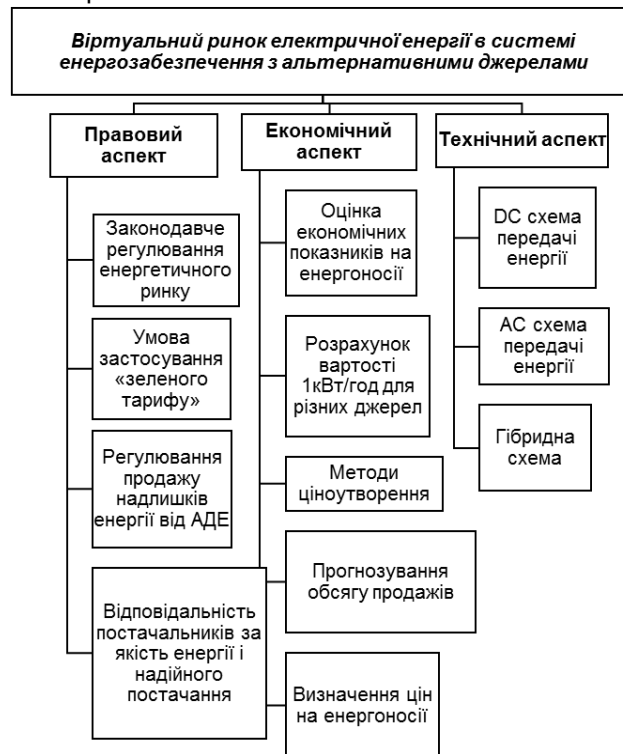 Віртуальний ринок електричної енергії в системі
енергозабпечення з альтернативними джерелами
Правовий
аспект
Законодавче
регулювання
енергетичного
ринку
Умова
застосування
«зеленого
тарифу»
Регулювання
продажу
надлишків
енергії від АДЕ
Відповідальність
постачальників за
якість енергії і
надійного
постачання
Економічний
аспект
Оцінка
економічних
показників на
енергоносії
Розрахунок
вартості
1кВт/год для
різних джерел
Методи
ціноутворення
Прогнозування
обсягу продажів
Визначення цін
на енергоносії
Технічний аспект
DC схема
передачі
енергії
AC схема
передачі
енергії
Гібридна
схема